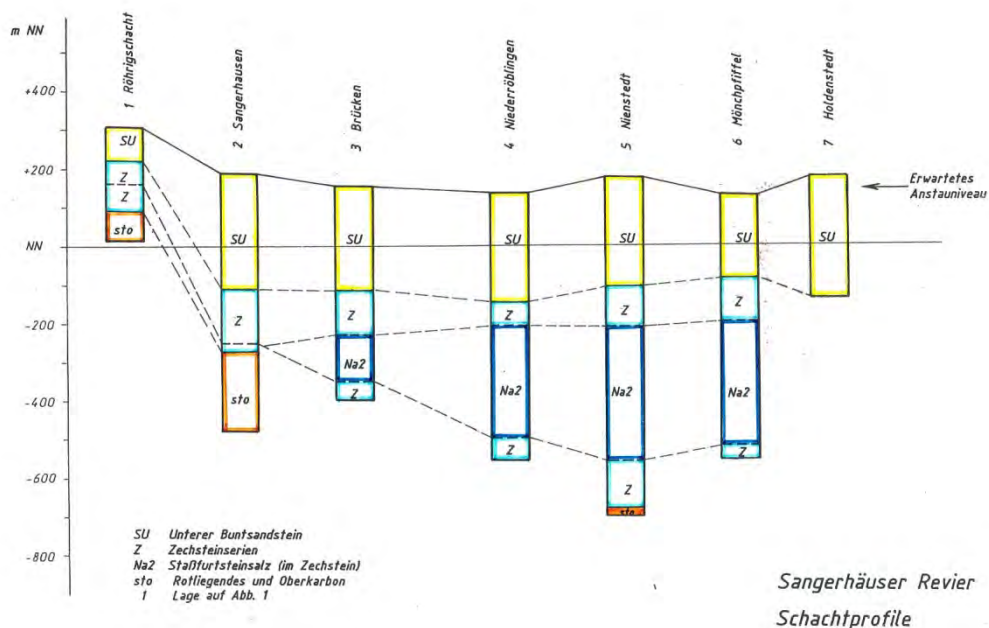 m NN
+400
+200
NN
-200
-400
-600
-800
1 Röhrigschacht
2 Sangerhausen
3 Brücken
4 Niederröblingen
5 Nienstedt
6 Mönchpfiffel
7 Holdenstedt
Erwartetes
Anstauniveau
SU
Z
Z
sto
SU
Z
sto
SU
Z
Na2
Z
SU
Z
Na2
Z
SU
Z
Na2
Z
sto
SU
Z
Na2
Z
SU
SU Unterer Buntsandstein
Z Zechsteinserien
Na2 Staßfurtsteinsalz (im Zechstein)
sto Rotliegendes und Oberkarbon
1 Lage auf Abb. 1
Sangerhäuser Revier
Schachtprofile